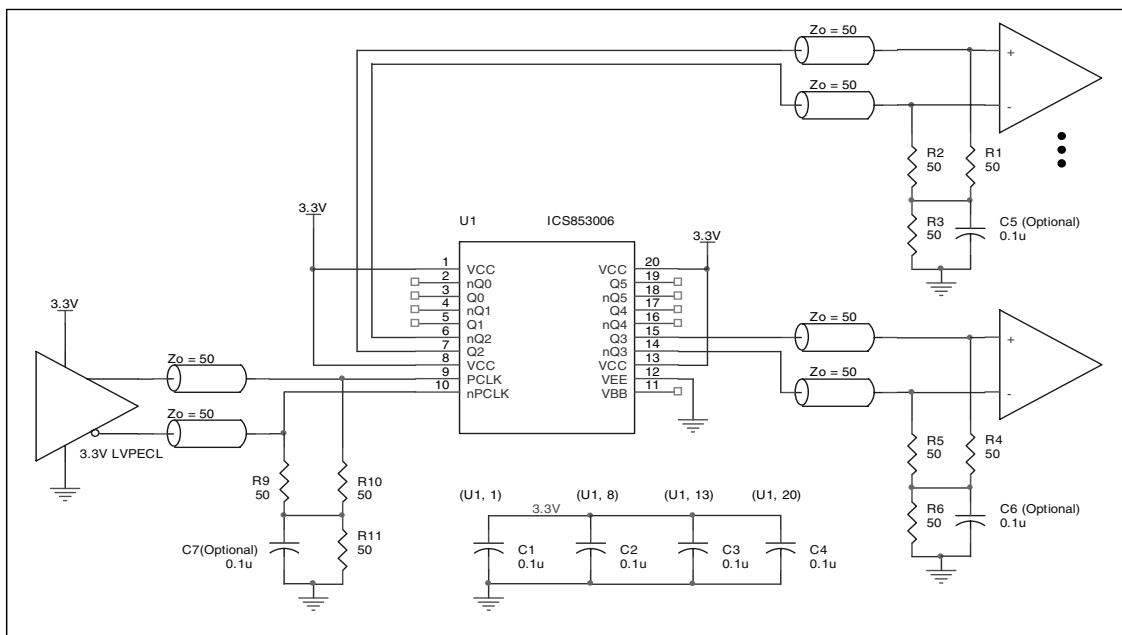 Zo = 50
Zo = 50
+
-
R2
50
R1
50
R3
50
C5 (Optional)
0.1u
3.3V
U1
ICS853006
3.3V
1
VCC
2
nQ0
3
Q0
4
nQ1
5
Q1
6
nQ2
7
Q2
8
VCC
9
PCLK
10
nPCLK
20
VCC
19
Q5
18
nQ5
17
Q4
16
nQ4
15
Q3
14
nQ3
13
VCC
12
VEE
11
VBB
3.3V
Zo = 50
Zo = 50
3.3V LVPECL
R9
50
R10
50
C7(Optional)
0.1u
R11
50
Zo = 50
Zo = 50
+
-
R5
50
R4
50
R6
50
C6 (Optional)
0.1u
(U1, 1)
(U1, 8)
(U1, 13)
(U1, 20)
3.3V
C1
0.1u
C2
0.1u
C3
0.1u
C4
0.1u